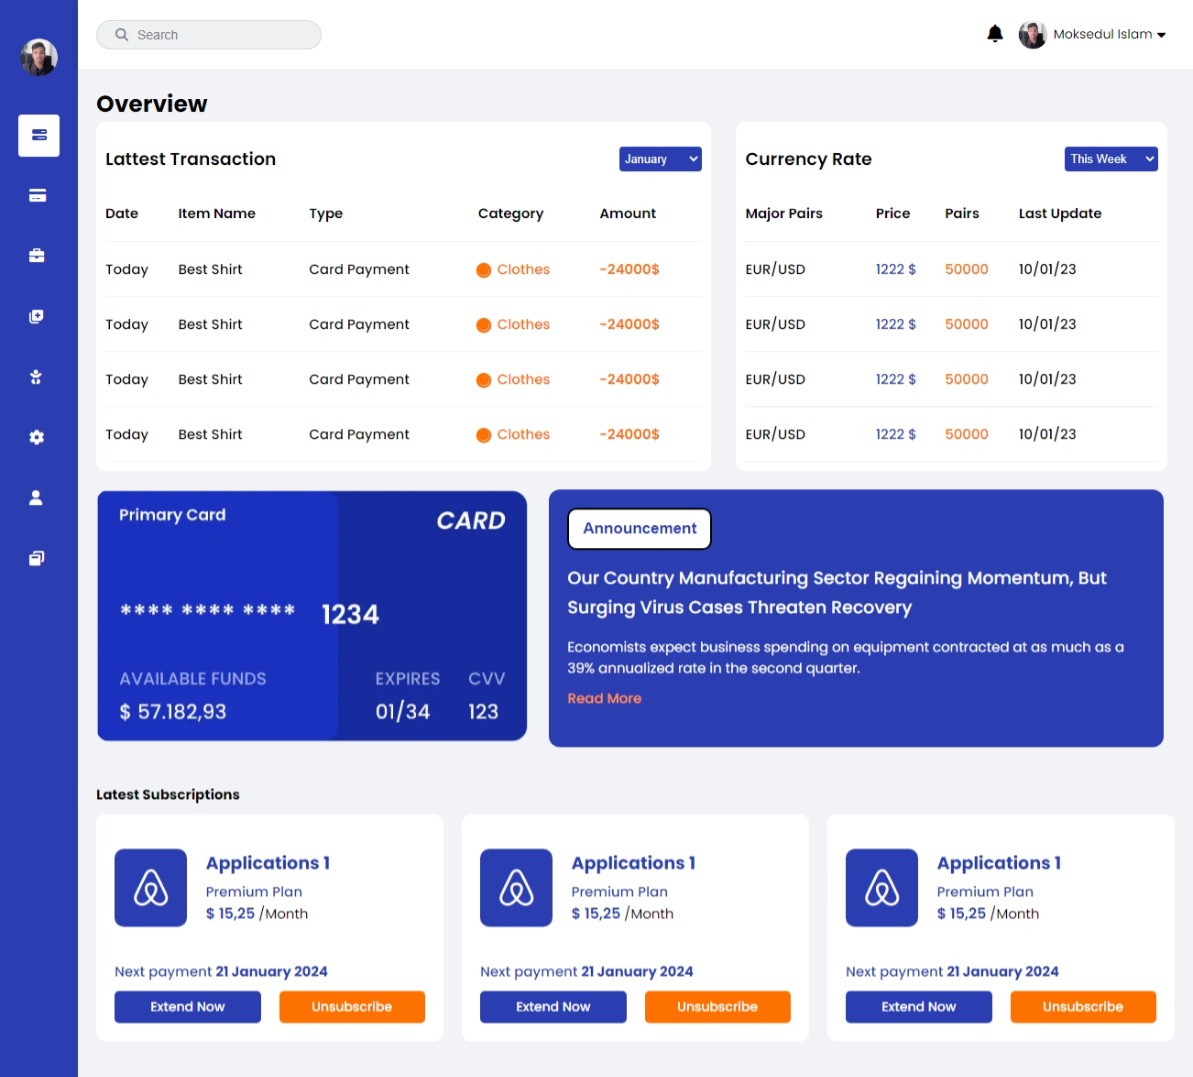 Search
Moksedul Islam
Overview
Lattest Transaction
January
Date Item Name Type Category Amount
Today Best Shirt Card Payment Clothes -24000$
Today Best Shirt Card Payment Clothes -24000$
Today Best Shirt Card Payment Clothes -24000$
Today Best Shirt Card Payment Clothes -24000$
Currency Rate
This Week
Major Pairs Price Pairs Last Update
EUR/USD 1222 $ 50000 10/01/23
EUR/USD 1222 $ 50000 10/01/23
EUR/USD 1222 $ 50000 10/01/23
EUR/USD 1222 $ 50000 10/01/23
Primary Card
CARD
**** **** **** 1234
AVAILABLE FUNDS EXPIRES CVV
$ 57.182,93 01/34 123
Announcement
Our Country Manufacturing Sector Regaining Momentum, But
Surging Virus Cases Threaten Recovery
Economists expect business spending on equipment contracted at as much as a
39% annualized rate in the second quarter.
Read More
Latest Subscriptions
Applications 1
Premium Plan
$ 15,25 /Month
Next payment 21 January 2024
Extend Now Unsubscribe
Applications 1
Premium Plan
$ 15,25 /Month
Next payment 21 January 2024
Extend Now Unsubscribe
Applications 1
Premium Plan
$ 15,25 /Month
Next payment 21 January 2024
Extend Now Unsubscribe